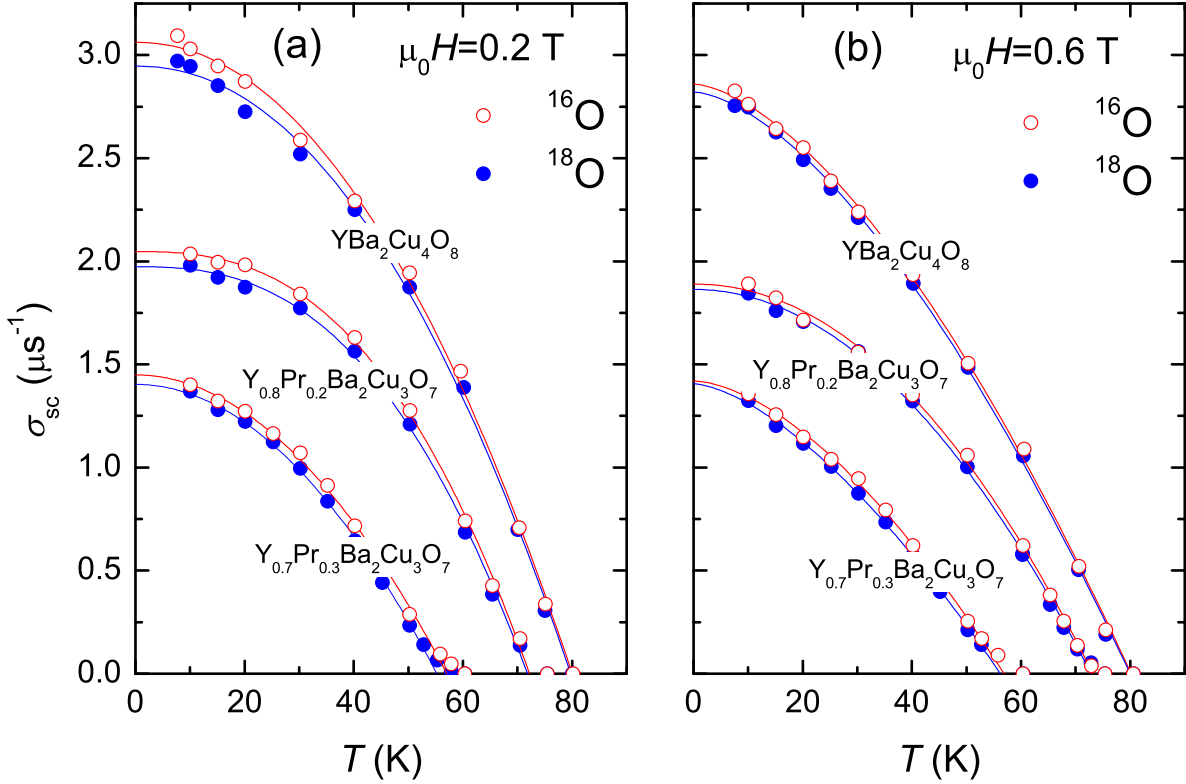 (a)
μ₀H=0.2 T
¹⁶O
¹⁸O
3.0
2.5
2.0
1.5
1.0
0.5
0.0
σsc (μs⁻¹)
YBa₂Cu₄O₈
Y₀.₈Pr₀.₂Ba₂Cu₃O₇
Y₀.₇Pr₀.₃Ba₂Cu₃O₇
0 20 40 60 80
T (K)
(b)
μ₀H=0.6 T
¹⁶O
¹⁸O
YBa₂Cu₄O₈
Y₀.₈Pr₀.₂Ba₂Cu₃O₇
Y₀.₇Pr₀.₃Ba₂Cu₃O₇
0 20 40 60 80
T (K)